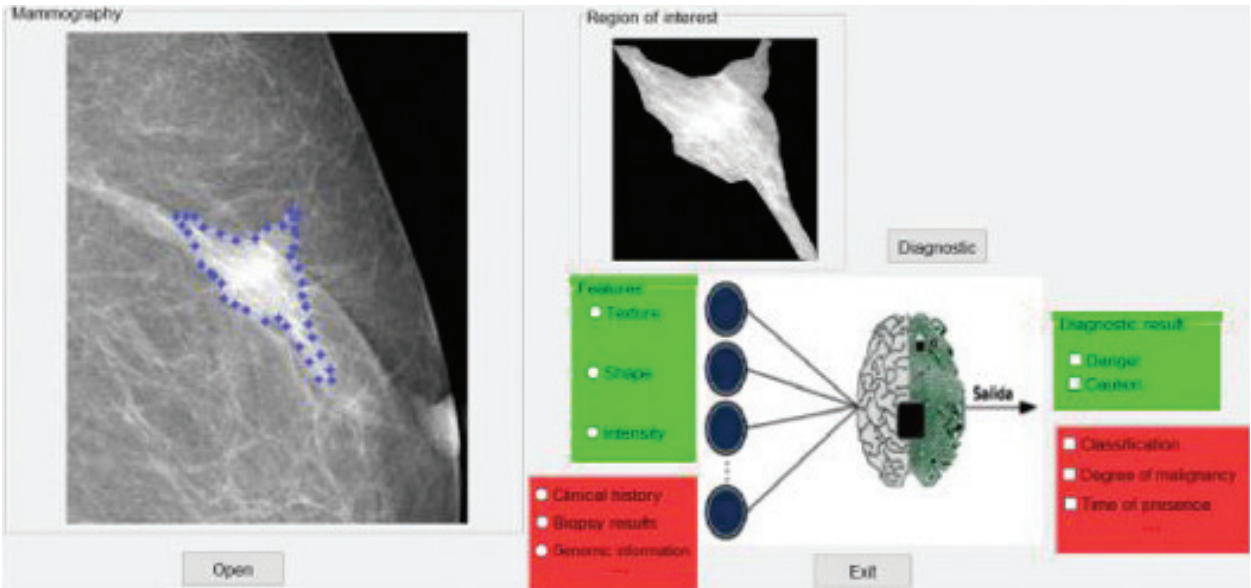 Mammography
Region of interest
Diagnostic
Features
Texture
Shape
Intensity
Clinical history
Biopsy results
Genomic information
....
Salida
Diagnostic result
Danger
Caution
Classification
Degree of malignancy
Time of presence
...
Open
Exit